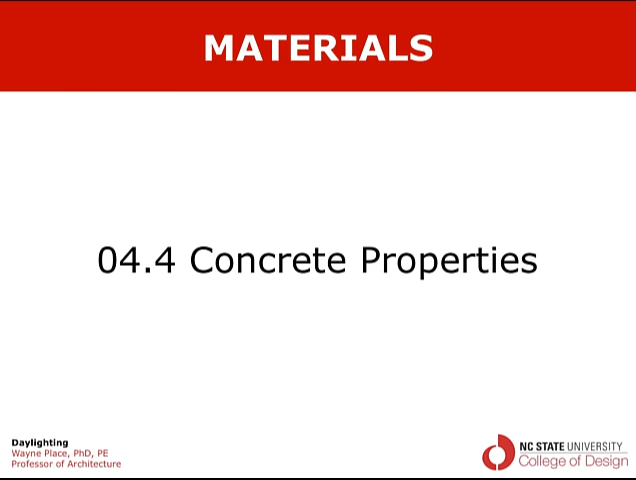 MATERIALS
04.4 Concrete Properties
Daylighting
Wayne Place, PhD, PE
Professor of Architecture
NC STATE UNIVERSITY
College of Design